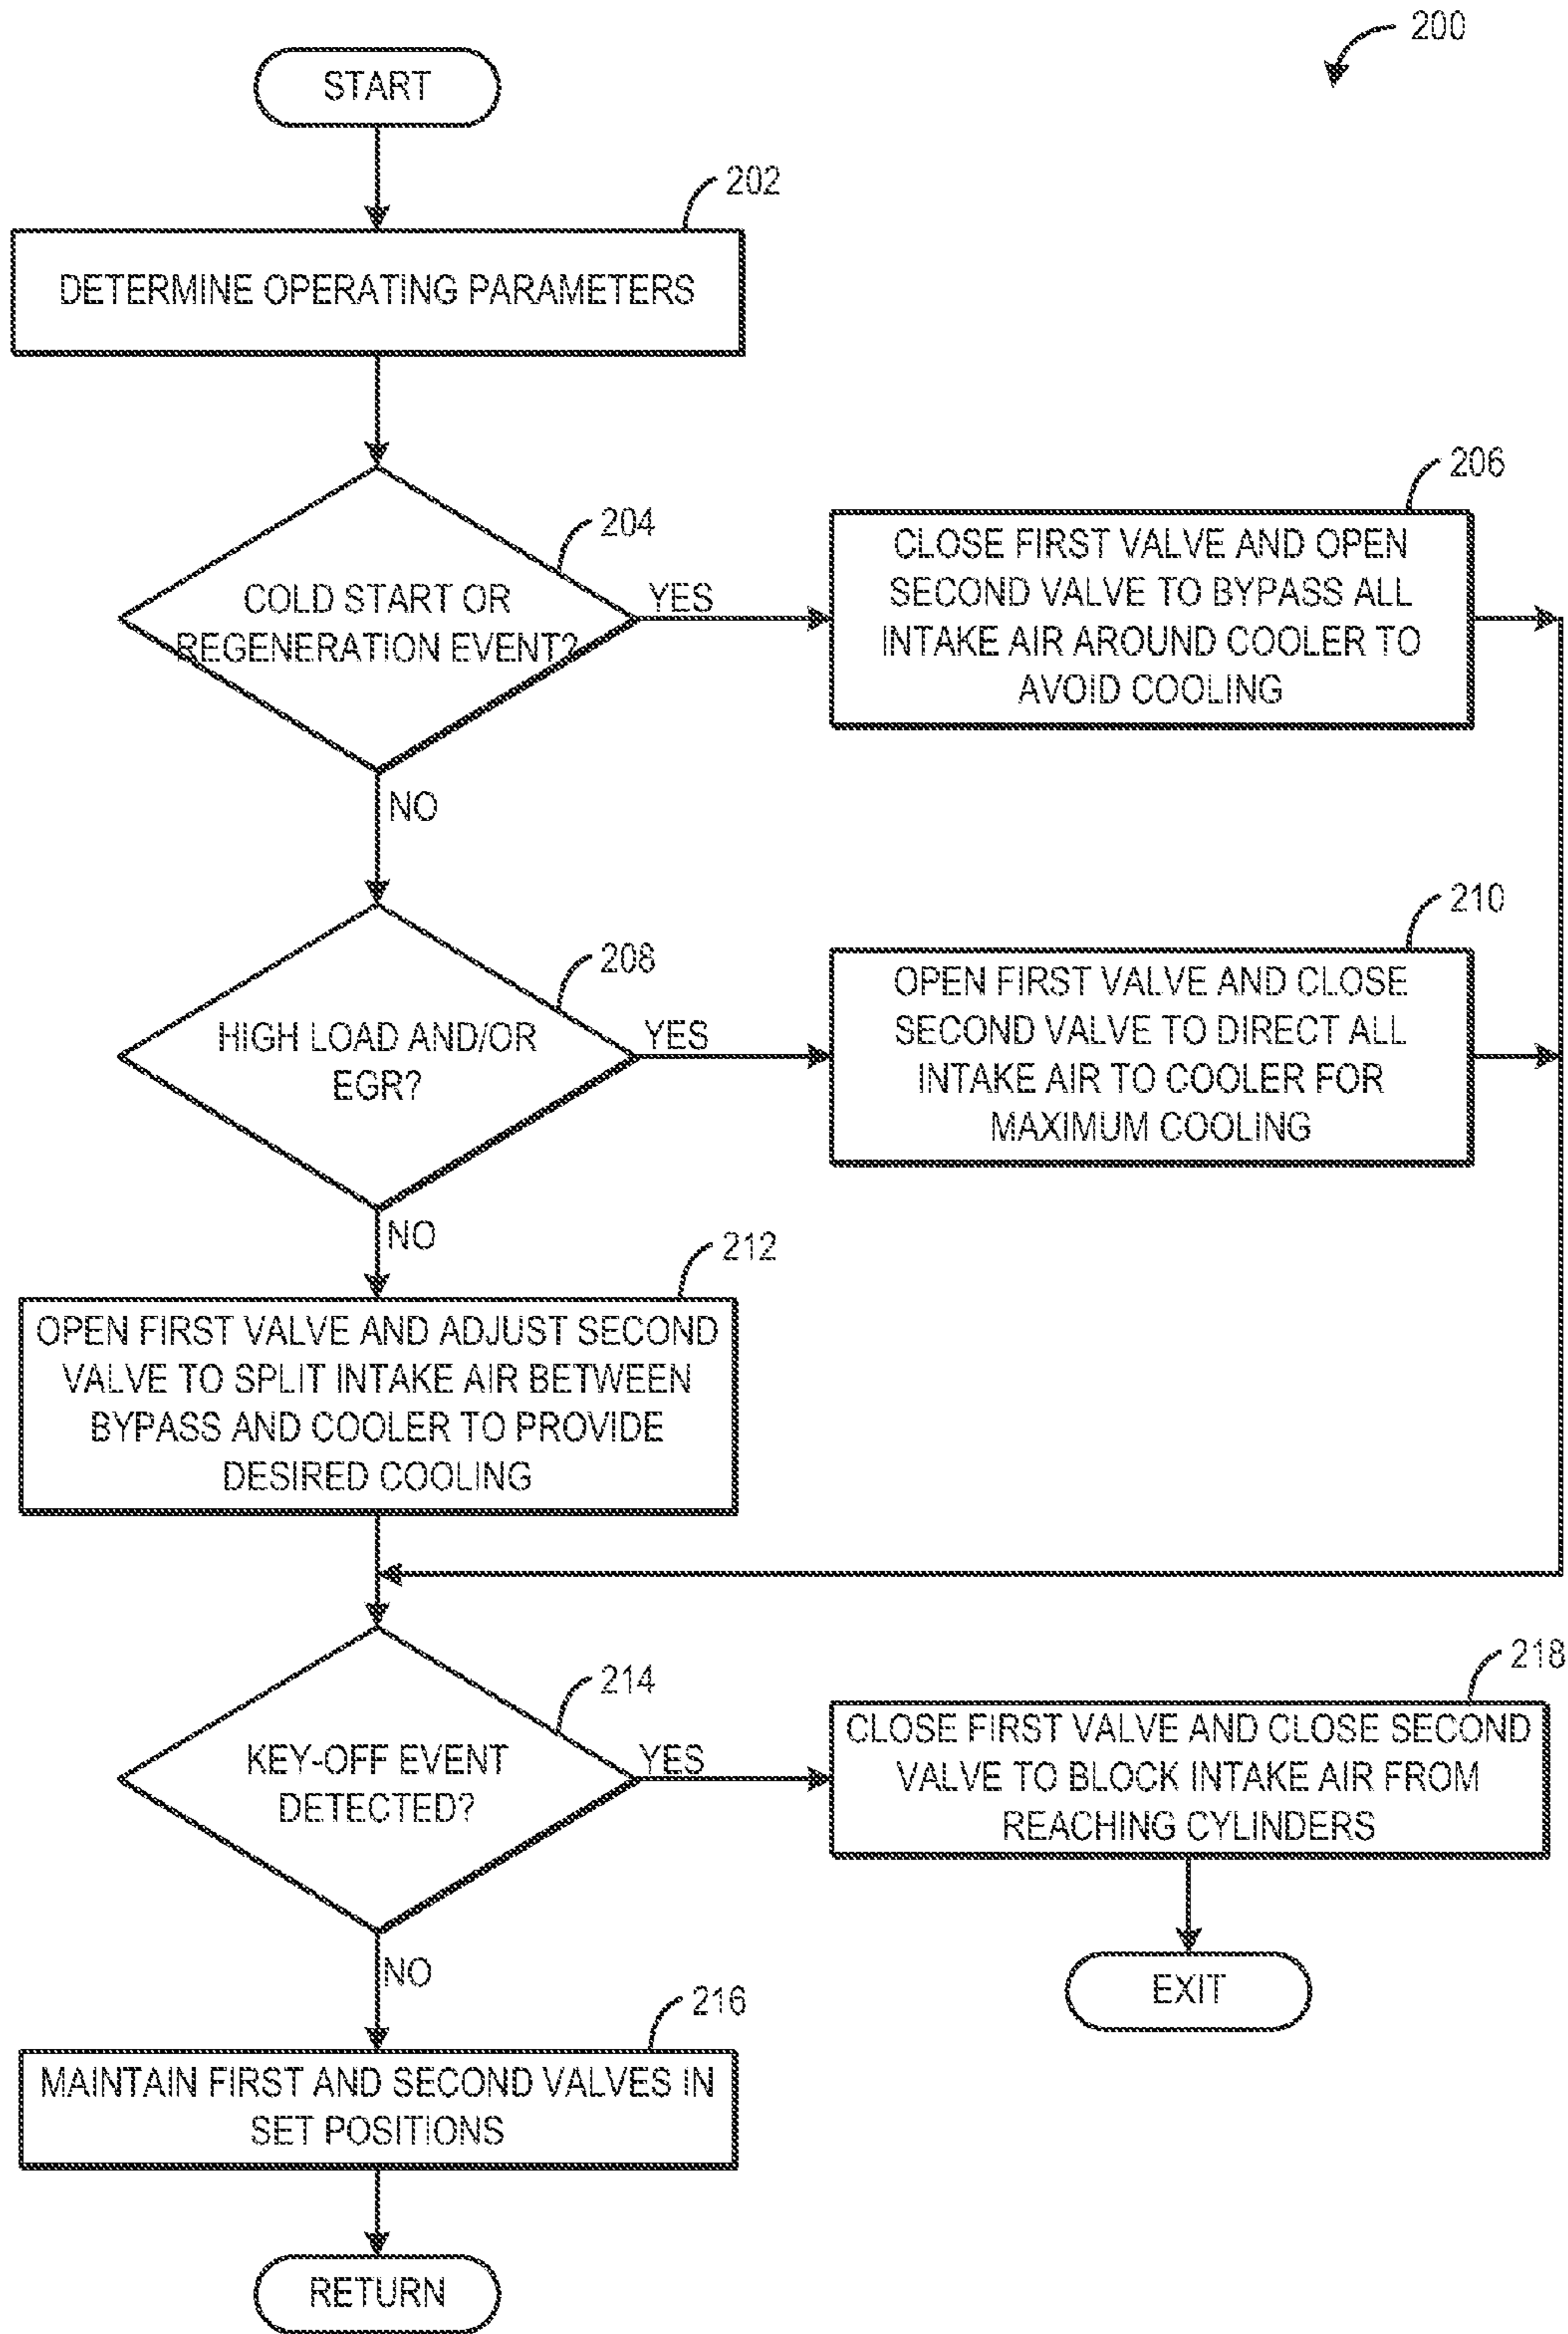 200
START
202
DETERMINE OPERATING PARAMETERS
204
COLD START OR
REGENERATION EVENT?
YES
206
CLOSE FIRST VALVE AND OPEN
SECOND VALVE TO BYPASS ALL
INTAKE AIR AROUND COOLER TO
AVOID COOLING
NO
208
HIGH LOAD AND/OR
EGR?
YES
210
OPEN FIRST VALVE AND CLOSE
SECOND VALVE TO DIRECT ALL
INTAKE AIR TO COOLER FOR
MAXIMUM COOLING
NO
212
OPEN FIRST VALVE AND ADJUST SECOND
VALVE TO SPLIT INTAKE AIR BETWEEN
BYPASS AND COOLER TO PROVIDE
DESIRED COOLING
214
KEY-OFF EVENT
DETECTED?
YES
218
CLOSE FIRST VALVE AND CLOSE SECOND
VALVE TO BLOCK INTAKE AIR FROM
REACHING CYLINDERS
EXIT
NO
216
MAINTAIN FIRST AND SECOND VALVES IN
SET POSITIONS
RETURN